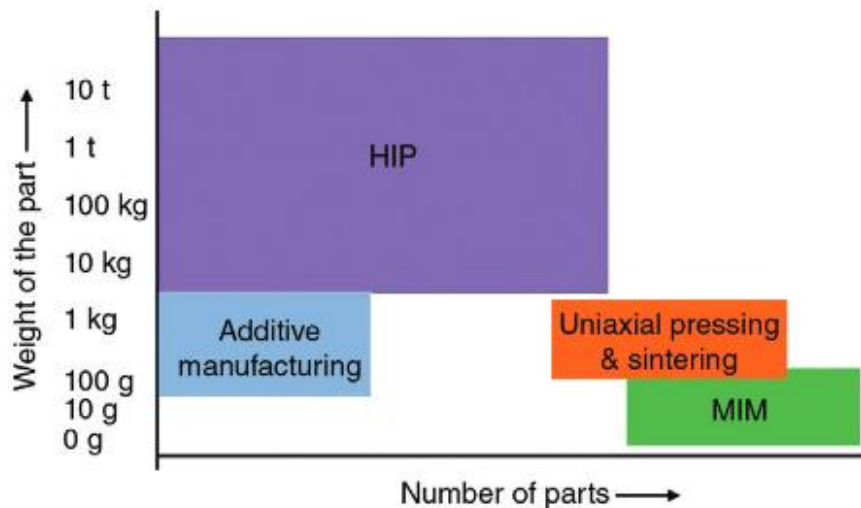 Weight of the part
10 t
1 t
100 kg
10 kg
1 kg
100 g
10 g
0 g
HIP
Additive
manufacturing
Uniaxial pressing
& sintering
MIM
Number of parts